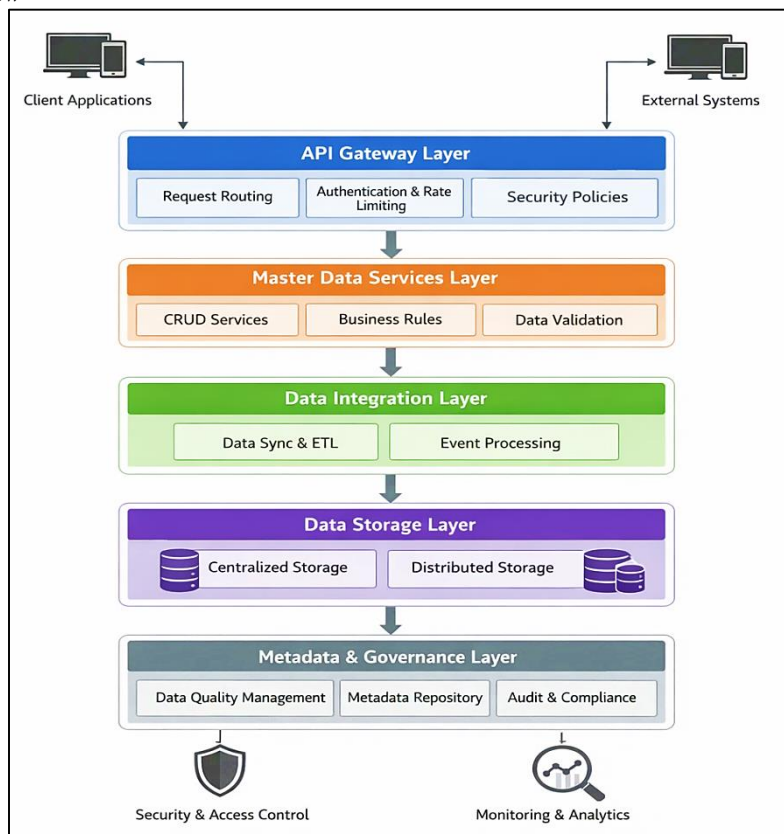 Client Applications
External Systems
API Gateway Layer
Request Routing
Authentication & Rate
Limiting
Security Policies
Master Data Services Layer
CRUD Services
Business Rules
Data Validation
Data Integration Layer
Data Sync & ETL
Event Processing
Data Storage Layer
Centralized Storage
Distributed Storage
Metadata & Governance Layer
Data Quality Management
Metadata Repository
Audit & Compliance
Security & Access Control
Monitoring & Analytics